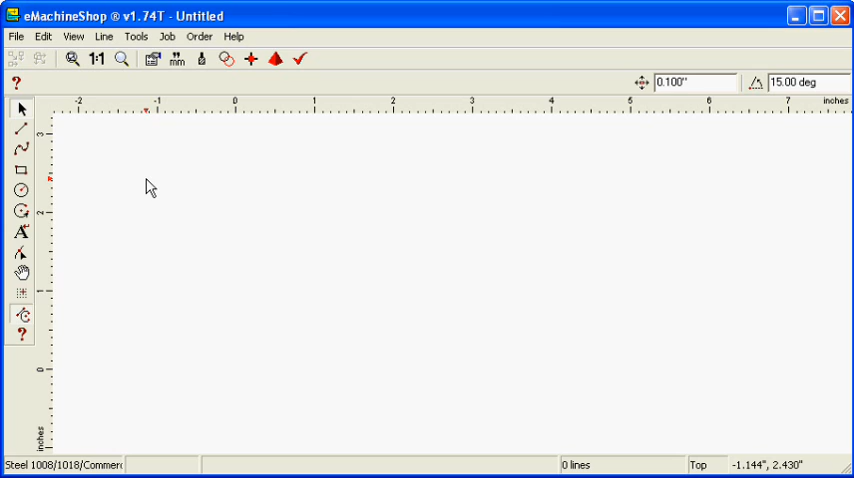 eMachineShop ® v1.74T - Untitled
File Edit View Line Tools Job Order Help
1:1 mm
? 0.100" 15.00 deg
-2 -1 0 1 2 3 4 5 6 7 inches
3
2
A
1
?
0
inches
Steel 1008/1018/Commerc 0 lines Top -1.144", 2.430"